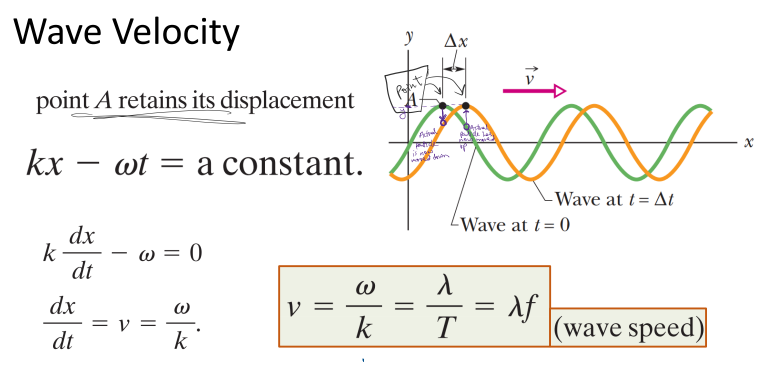 Wave Velocity
point A retains its displacement
kx − ωt = a constant.
k dx/dt − ω = 0
dx/dt = v = ω/k.
y
Δx
Point
A
v
x
Wave at t = Δt
Wave at t = 0
Actual
v = ω/k = λ/T = λf
(wave speed)